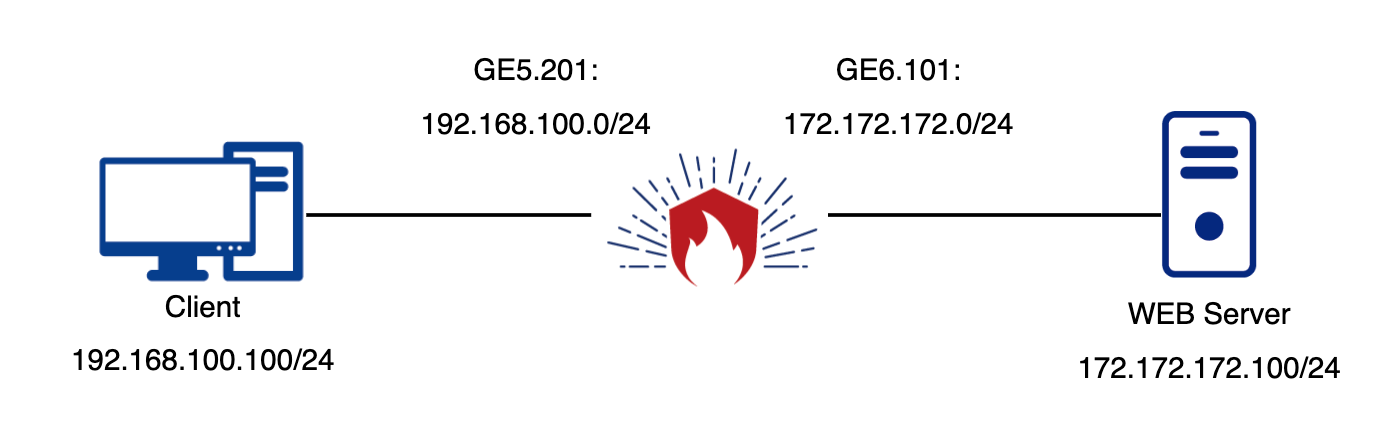 GE5.201:
192.168.100.0/24
GE6.101:
172.172.172.0/24
Client
192.168.100.100/24
WEB Server
172.172.172.100/24